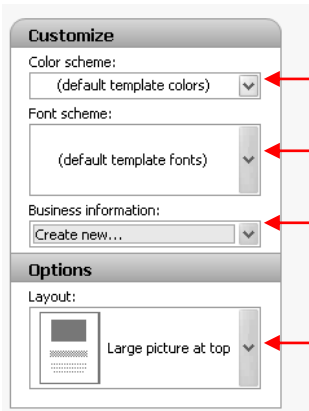 Customize
Color scheme:
(default template colors)
Font scheme:
(default template fonts)
Business information:
Create new...
Options
Layout:
Large picture at top